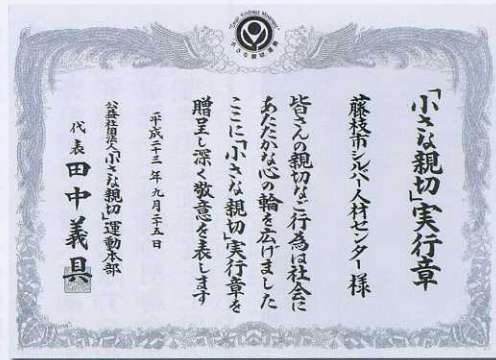 「小さな親切」実行章
藤枝市シルバー人材センター 様
皆さんの親切なご行為は社会に
あたたかな心の輪を広げました
ここに「小さな親切」実行章を
贈呈し深く敬意を表します
平成二十三年九月二十五日
公益社団法人「小さな親切」運動本部
代表 田中義具